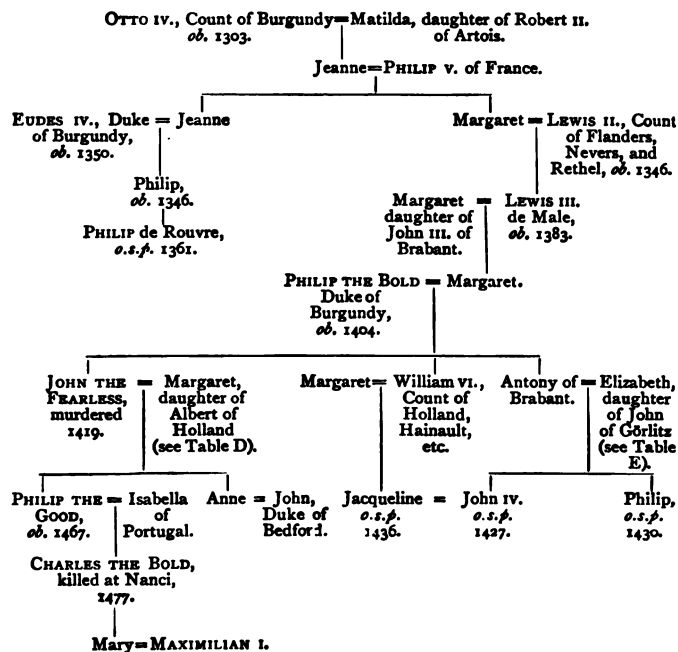 OTTO IV., Count of Burgundy=Matilda, daughter of Robert II.
ob. 1303. of Artois.
Jeanne=PHILIP V. of France.
EUDES IV., Duke = Jeanne Margaret = LEWIS II., Count
of Burgundy, of Flanders,
ob. 1350. Nevers, and
Rethel, ob. 1346.
Philip,
ob. 1346.
Margaret = LEWIS III.
daughter of de Male,
John III. of ob. 1383.
Brabant.
PHILIP de Rouvre,
o.s.p. 1361.
PHILIP THE BOLD = Margaret.
Duke of
Burgundy,
ob. 1404.
JOHN THE = Margaret, Margaret= William VI., Antony of = Elizabeth,
FEARLESS, daughter of Count of Brabant. daughter
murdered Albert of Holland, of John
1419. Holland Hainault, of Görlitz
(see Table D). etc. (see Table
E).
PHILIP THE = Isabella Anne = John, Jacqueline = John IV. Philip,
GOOD, of Duke of o.s.p. o.s.p. o.s.p.
ob. 1467. Portugal. Bedford. 1436. 1427. 1430.
CHARLES THE BOLD,
killed at Nanci,
1477.
Mary=MAXIMILIAN I.